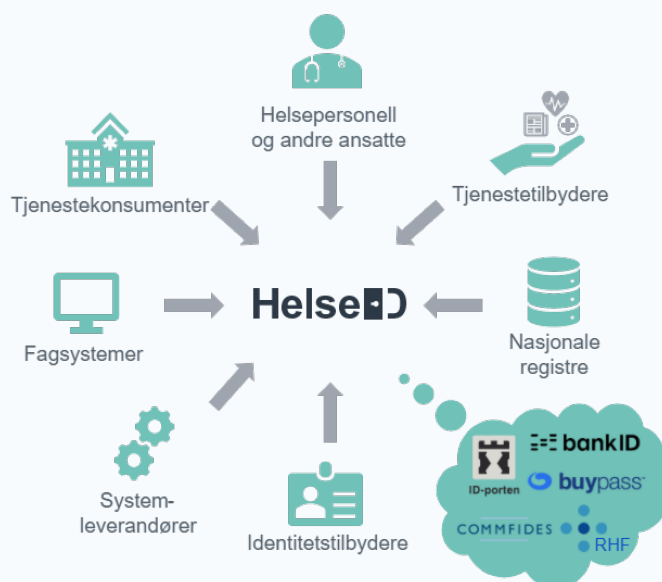 Helsepersonell
og andre ansatte
Tjenestekonsumenter
Tjenestetilbydere
HelseID
Fagsystemer
Nasjonale
registre
System-
leverandører
Identitetstilbydere
ID-porten
bankID
buypass
COMMFIDES
RHF